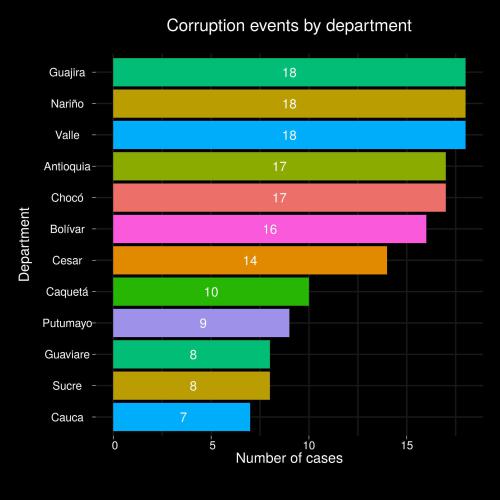 Corruption events by department
Department
Guajira 18
Nariño 18
Valle 18
Antioquia 17
Chocó 17
Bolívar 16
Cesar 14
Caquetá 10
Putumayo 9
Guaviare 8
Sucre 8
Cauca 7
0 5 10 15
Number of cases